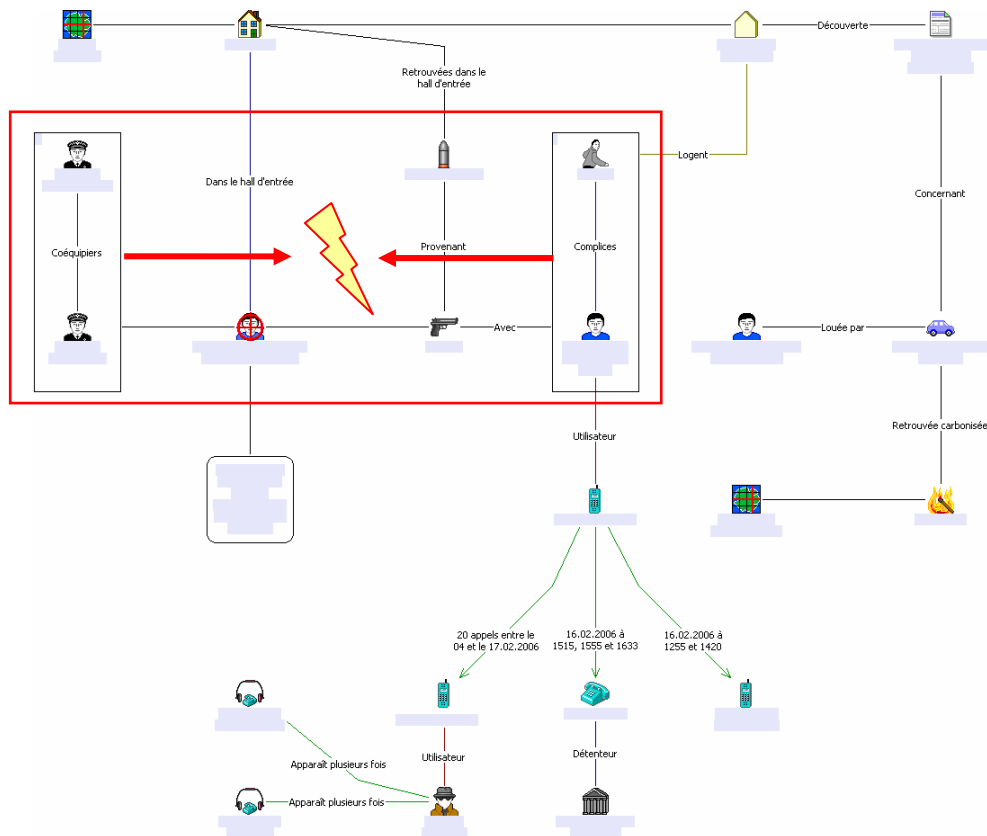 Découverte
Retrouvées dans le
hall d'entrée
Logent
Dans le hall d'entrée
Concernant
Coéquipiers
Provenant
Complices
Avec
Louée par
Retrouvée carbonisée
Utilisateur
20 appels entre le
04 et le 17.02.2006
16.02.2006 à
1515, 1555 et 1633
16.02.2006 à
1255 et 1420
Utilisateur
Détenteur
Apparaît plusieurs fois
Apparaît plusieurs fois